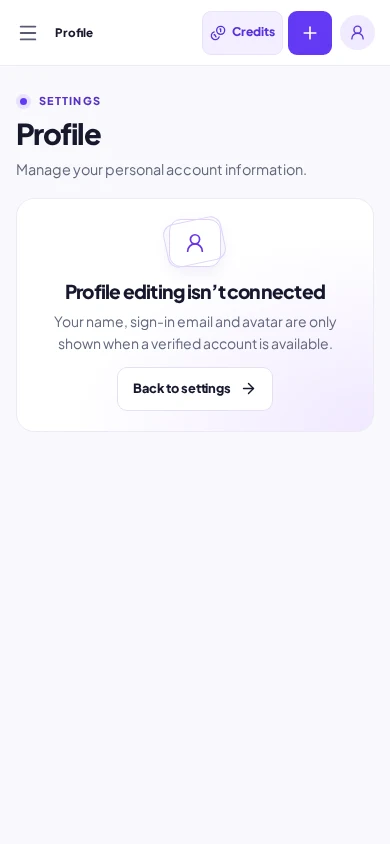 Profile
Credits
SETTINGS
Profile
Manage your personal account information.
Profile editing isn’t connected
Your name, sign-in email and avatar are only
shown when a verified account is available.
Back to settings